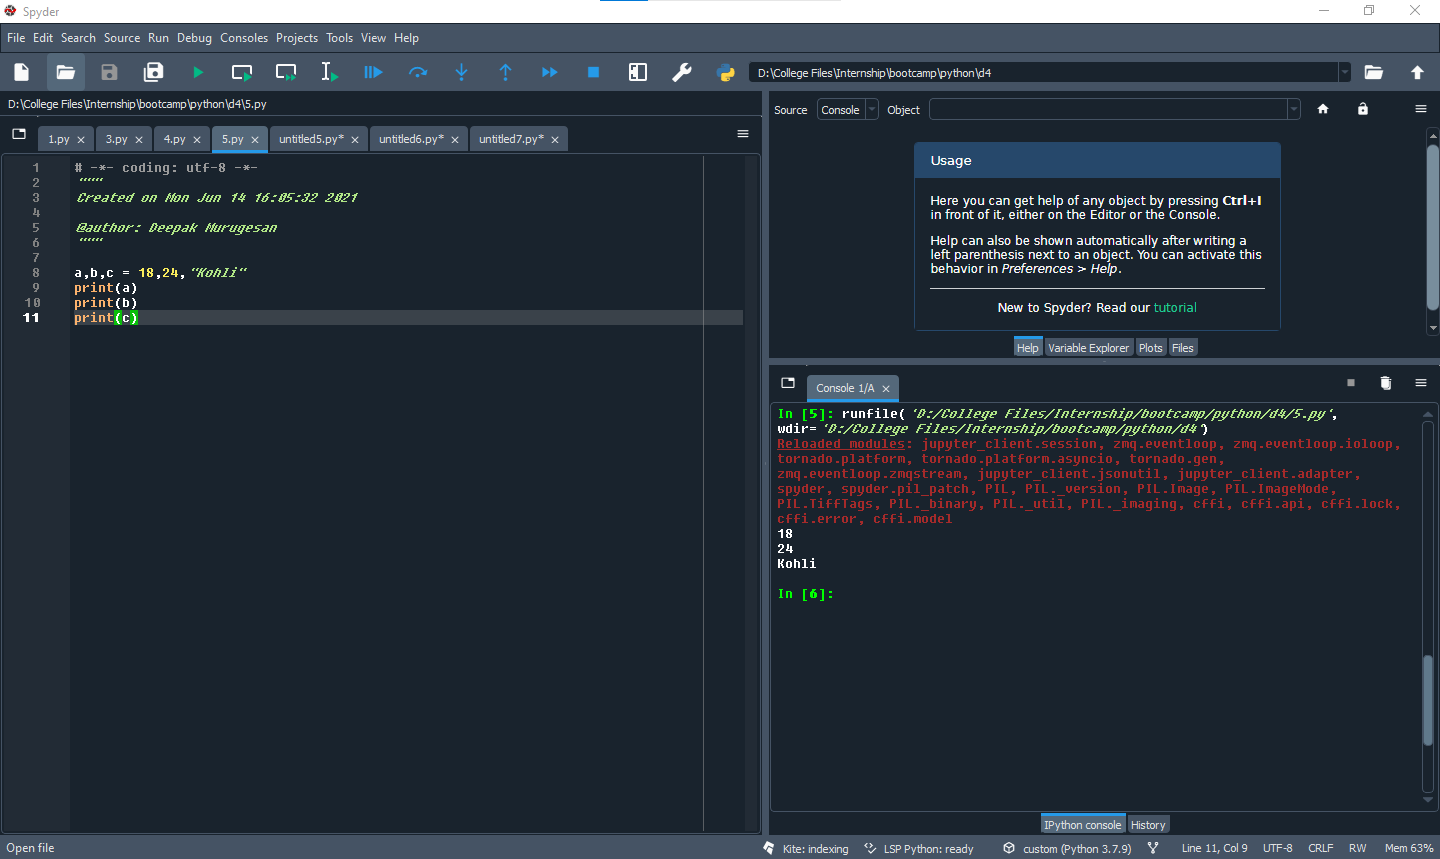 Spyder
File Edit Search Source Run Debug Consoles Projects Tools View Help
D:\College Files\Internship\bootcamp\python\d4
D:\College Files\Internship\bootcamp\python\d4\5.py
1.py 3.py 4.py 5.py untitled5.py* untitled6.py* untitled7.py*
1 # -*- coding: utf-8 -*-
2 """
3 Created on Mon Jun 14 16:05:32 2021
4
5 @author: Deepak Murugesan
6 """
7
8 a,b,c = 18,24,"Kohli"
9 print(a)
10 print(b)
11 print(c)
Source Console Object
Usage
Here you can get help of any object by pressing Ctrl+I
in front of it, either on the Editor or the Console.
Help can also be shown automatically after writing a
left parenthesis next to an object. You can activate this
behavior in Preferences > Help.
New to Spyder? Read our tutorial
Help Variable Explorer Plots Files
Console 1/A
In [5]: runfile('D:/College Files/Internship/bootcamp/python/d4/5.py',
wdir='D:/College Files/Internship/bootcamp/python/d4')
Reloaded modules: jupyter_client.session, zmq.eventloop, zmq.eventloop.ioloop,
tornado.platform, tornado.platform.asyncio, tornado.gen,
zmq.eventloop.zmqstream, jupyter_client.jsonutil, jupyter_client.adapter,
spyder, spyder.pil_patch, PIL, PIL._version, PIL.Image, PIL.ImageMode,
PIL.TiffTags, PIL._binary, PIL._util, PIL._imaging, cffi, cffi.api, cffi.lock,
cffi.error, cffi.model
18
24
Kohli
In [6]:
IPython console History
Open file Kite: indexing LSP Python: ready custom (Python 3.7.9) Line 11, Col 9 UTF-8 CRLF RW Mem 63%